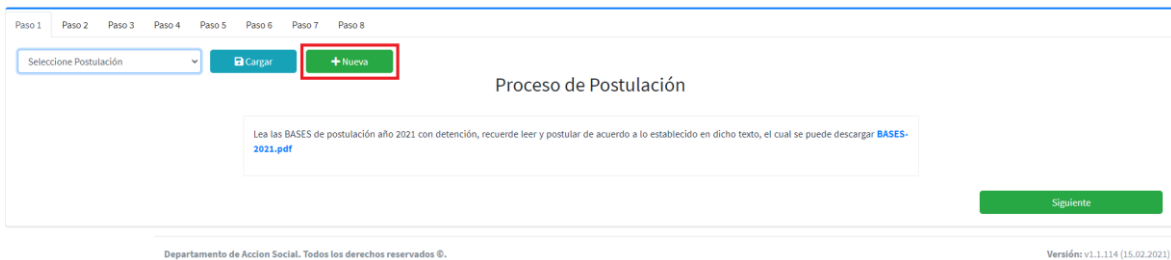 Paso 1 Paso 2 Paso 3 Paso 4 Paso 5 Paso 6 Paso 7 Paso 8
Seleccione Postulación Cargar Nueva
Proceso de Postulación
Lea las BASES de postulación año 2021 con detención, recuerde leer y postular de acuerdo a lo establecido en dicho texto, el cual se puede descargar BASES-
2021.pdf
Siguiente
Departamento de Accion Social. Todos los derechos reservados ©. Versión: v1.1.114 (15.02.2021)